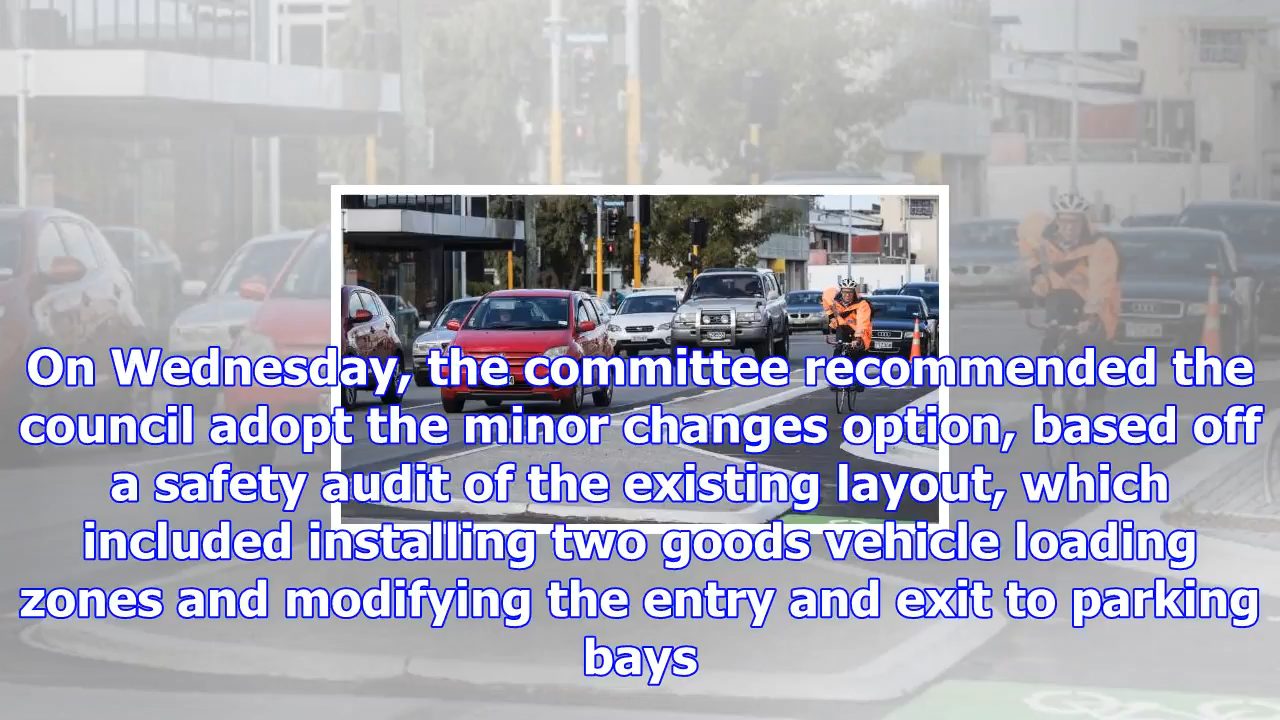 On Wednesday, the committee recommended the
council adopt the minor changes option, based off
a safety audit of the existing layout, which
included installing two goods vehicle loading
zones and modifying the entry and exit to parking
bays